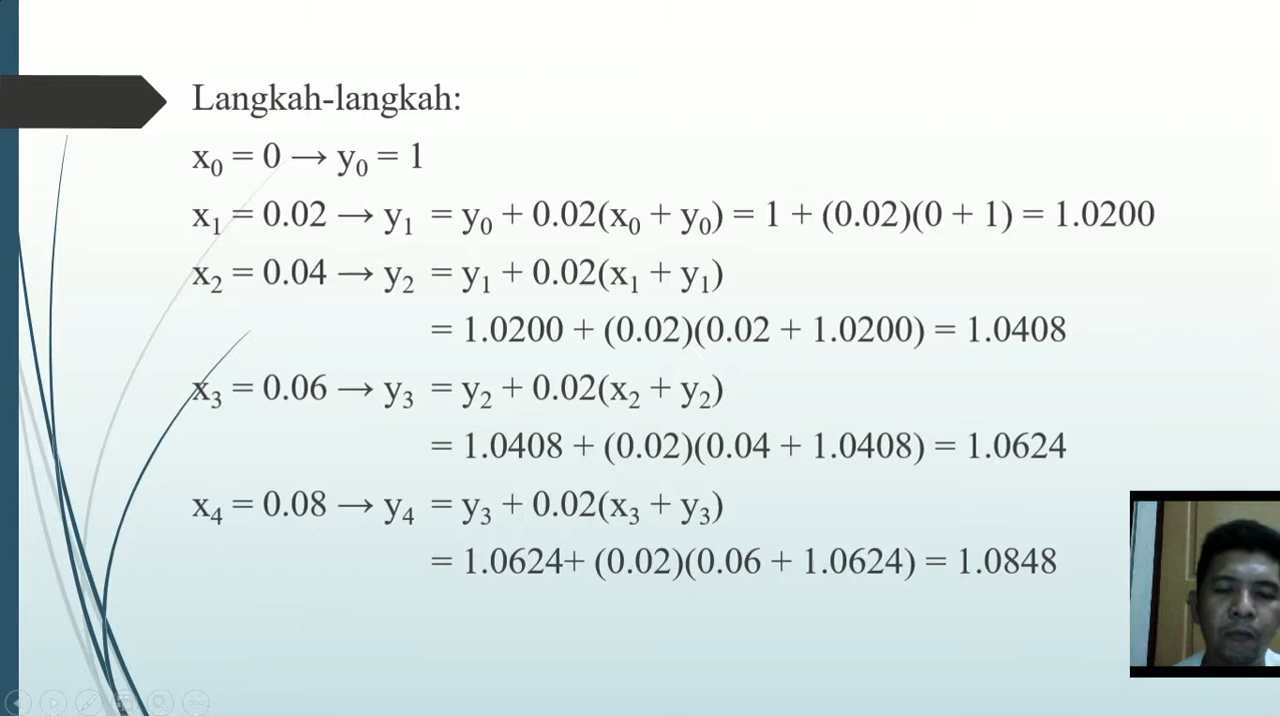 Langkah-langkah:
x₀ = 0 → y₀ = 1
x₁ = 0.02 → y₁ = y₀ + 0.02(x₀ + y₀) = 1 + (0.02)(0 + 1) = 1.0200
x₂ = 0.04 → y₂ = y₁ + 0.02(x₁ + y₁)
= 1.0200 + (0.02)(0.02 + 1.0200) = 1.0408
x₃ = 0.06 → y₃ = y₂ + 0.02(x₂ + y₂)
= 1.0408 + (0.02)(0.04 + 1.0408) = 1.0624
x₄ = 0.08 → y₄ = y₃ + 0.02(x₃ + y₃)
= 1.0624+ (0.02)(0.06 + 1.0624) = 1.0848